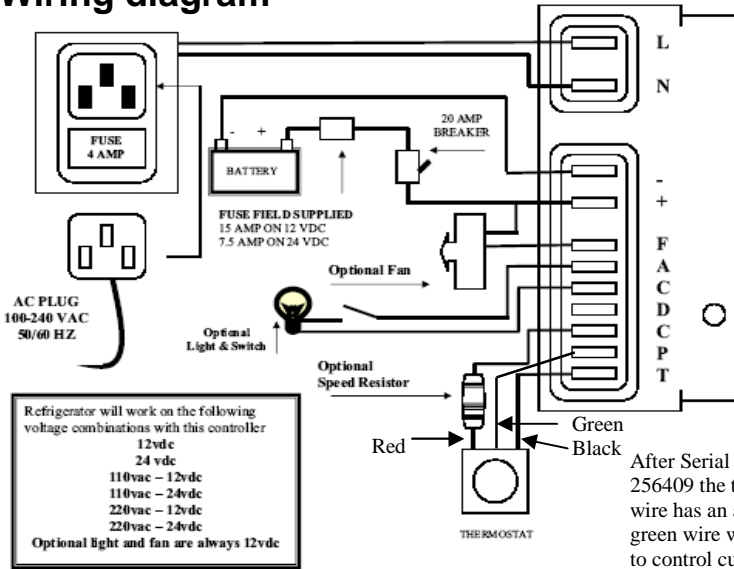 Wiring diagram
L
N
FUSE
4 AMP
- +
BATTERY
20 AMP
BREAKER
FUSE FIELD SUPPLIED
15 AMP ON 12 VDC
7.5 AMP ON 24 VDC
-
+
F
A
C
D
C
P
T
Optional Fan
AC PLUG
100-240 VAC
50/60 HZ
Optional
Light & Switch
Optional
Speed Resistor
Green
Red
Black
THERMOSTAT
Refrigerator will work on the following
voltage combinations with this controller
12vdc
24 vdc
110vac – 12vdc
110vac – 24vdc
220vac – 12vdc
220vac – 24vdc
Optional light and fan are always 12vdc
After Serial
256409 the
wire has an
green wire
to control